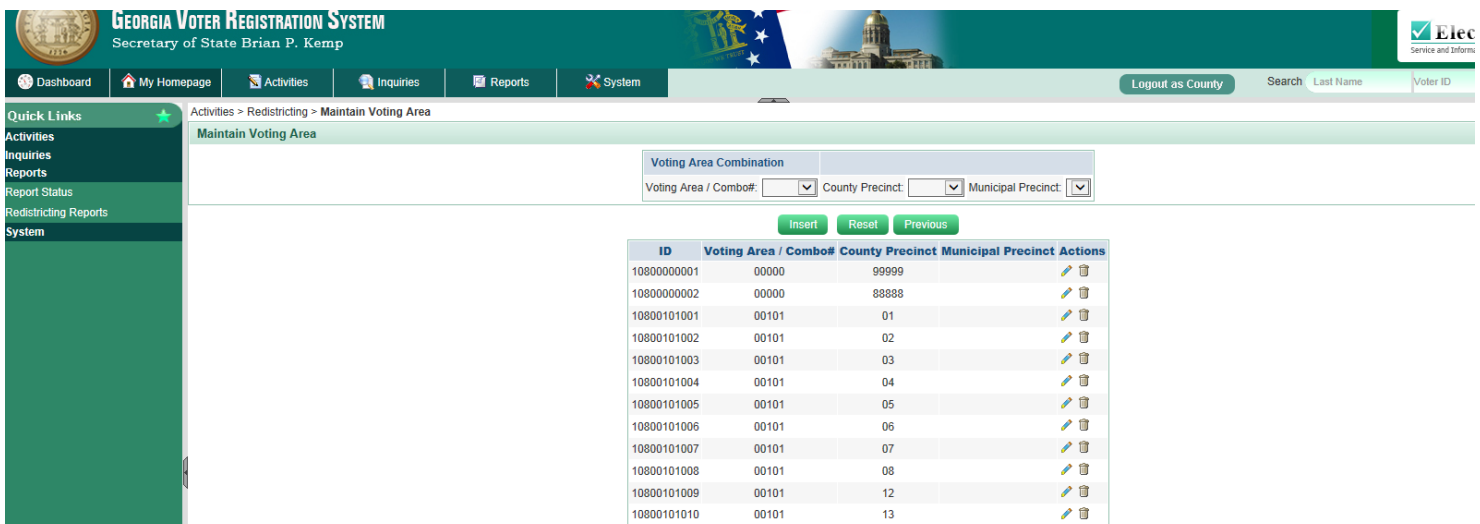 GEORGIA VOTER REGISTRATION SYSTEM
Secretary of State Brian P. Kemp
Elec
Service and Informa
Dashboard My Homepage Activities Inquiries Reports System Logout as County Search Last Name Voter ID
Quick Links
Activities
Inquiries
Reports
Report Status
Redistricting Reports
System
Activities > Redistricting > Maintain Voting Area
Maintain Voting Area
Voting Area Combination
Voting Area / Combo#: County Precinct: Municipal Precinct:
Insert Reset Previous
ID Voting Area / Combo# County Precinct Municipal Precinct Actions
10800000001 00000 99999
10800000002 00000 88888
10800101001 00101 01
10800101002 00101 02
10800101003 00101 03
10800101004 00101 04
10800101005 00101 05
10800101006 00101 06
10800101007 00101 07
10800101008 00101 08
10800101009 00101 12
10800101010 00101 13